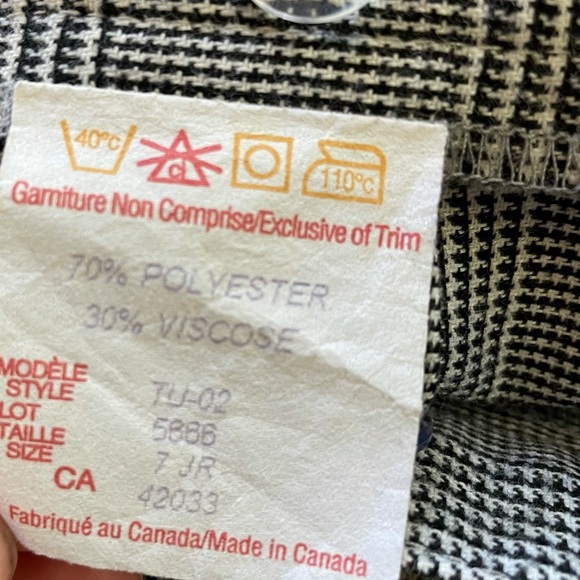 40°C cl 110°C
Garniture Non Comprise/Exclusive of Trim
70% POLYESTER
30% VISCOSE
MODÈLE
STYLE TU-02
LOT 5666
TAILLE
SIZE 7 JR
CA 42033
Fabriqué au Canada/Made in Canada